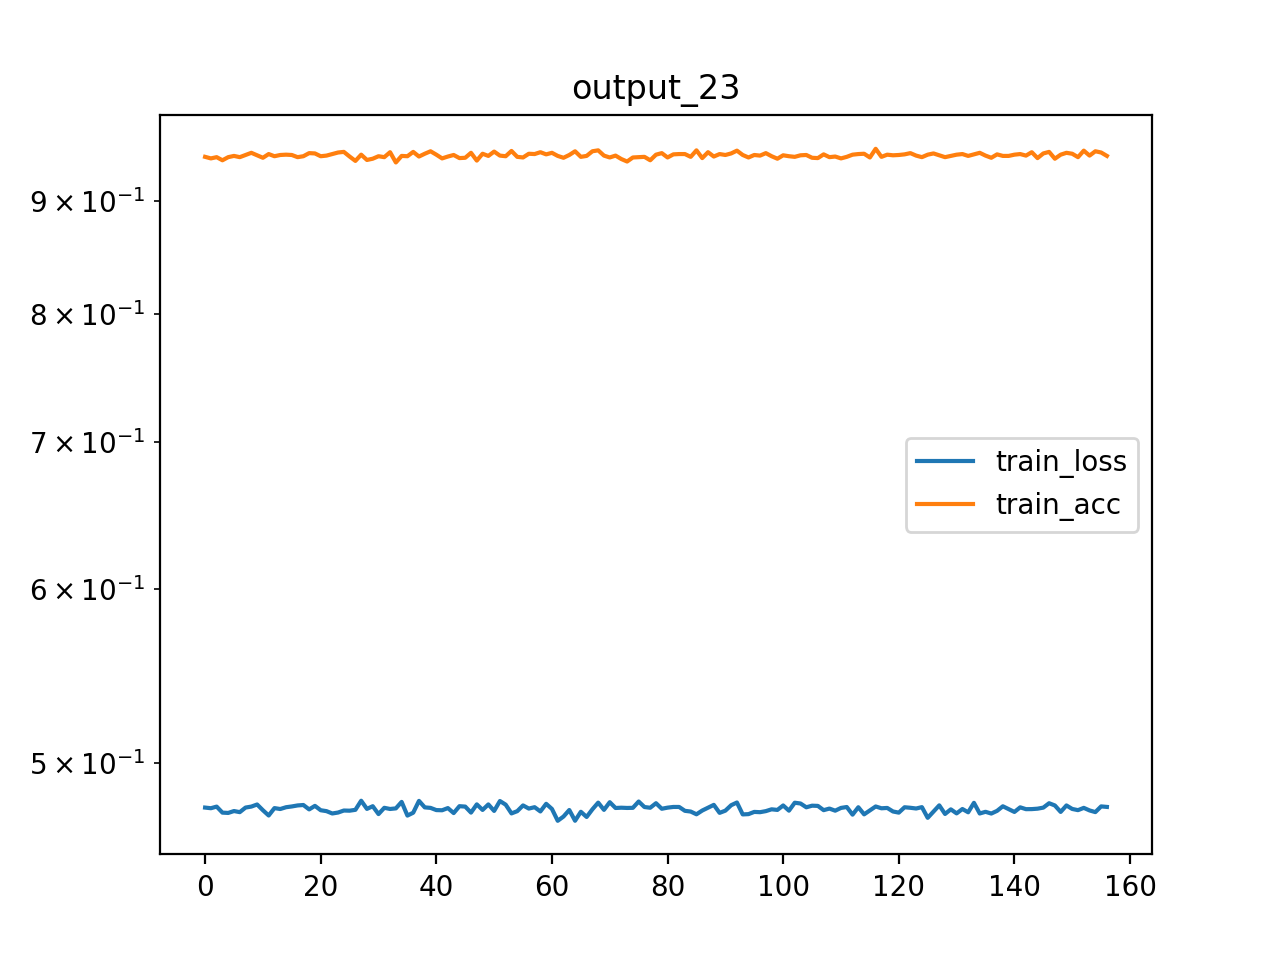 output_23
9 × 10⁻¹
8 × 10⁻¹
7 × 10⁻¹
6 × 10⁻¹
5 × 10⁻¹
train_loss
train_acc
0 20 40 60 80 100 120 140 160